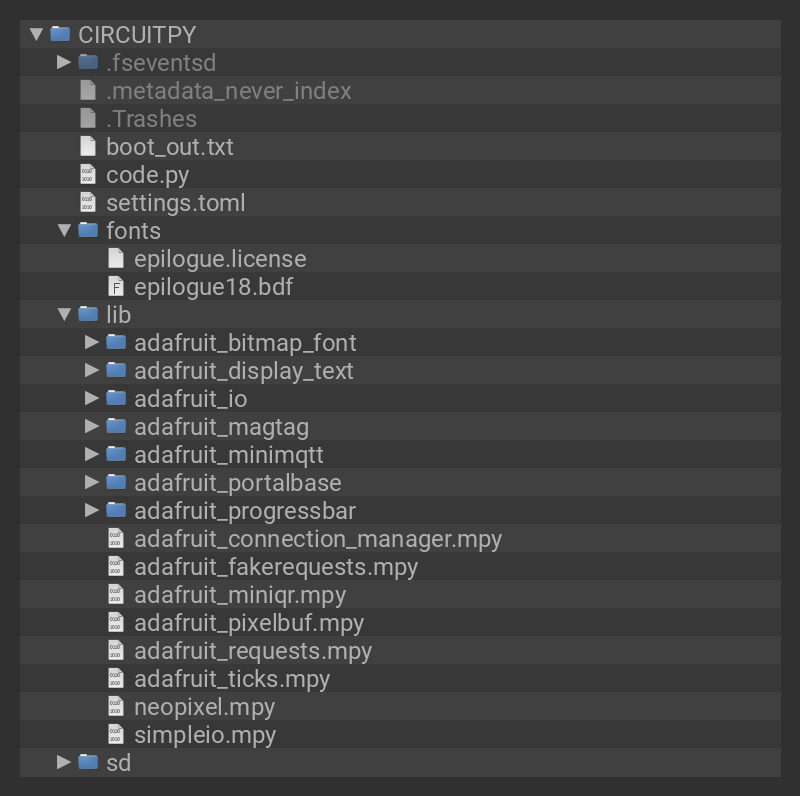 CIRCUITPY
.fseventsd
.metadata_never_index
.Trashes
boot_out.txt
code.py
settings.toml
fonts
epilogue.license
epilogue18.bdf
lib
adafruit_bitmap_font
adafruit_display_text
adafruit_io
adafruit_magtag
adafruit_minimqtt
adafruit_portalbase
adafruit_progressbar
adafruit_connection_manager.mpy
adafruit_fakerequests.mpy
adafruit_miniqr.mpy
adafruit_pixelbuf.mpy
adafruit_requests.mpy
adafruit_ticks.mpy
neopixel.mpy
simpleio.mpy
sd